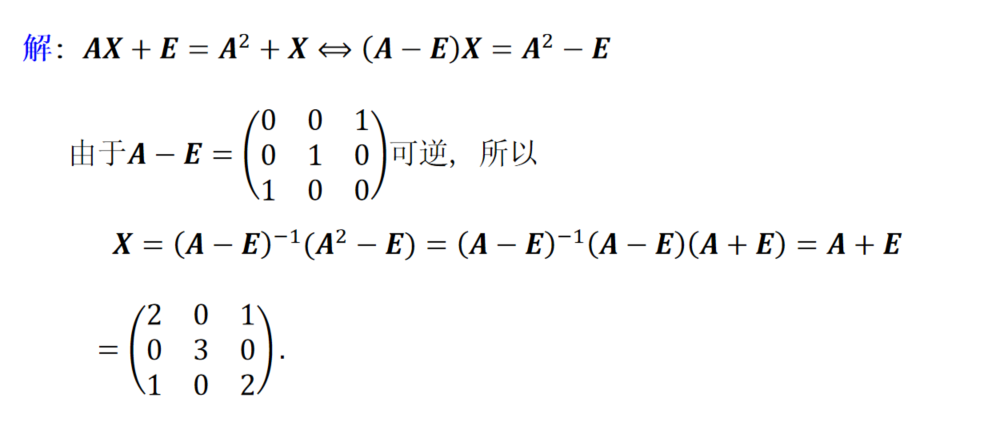 解：AX + E = A² + X ⟺ (A − E)X = A² − E
由于A − E = (0 0 1
0 1 0
1 0 0)可逆，所以
X = (A − E)⁻¹(A² − E) = (A − E)⁻¹(A − E)(A + E) = A + E
= (2 0 1
0 3 0
1 0 2).